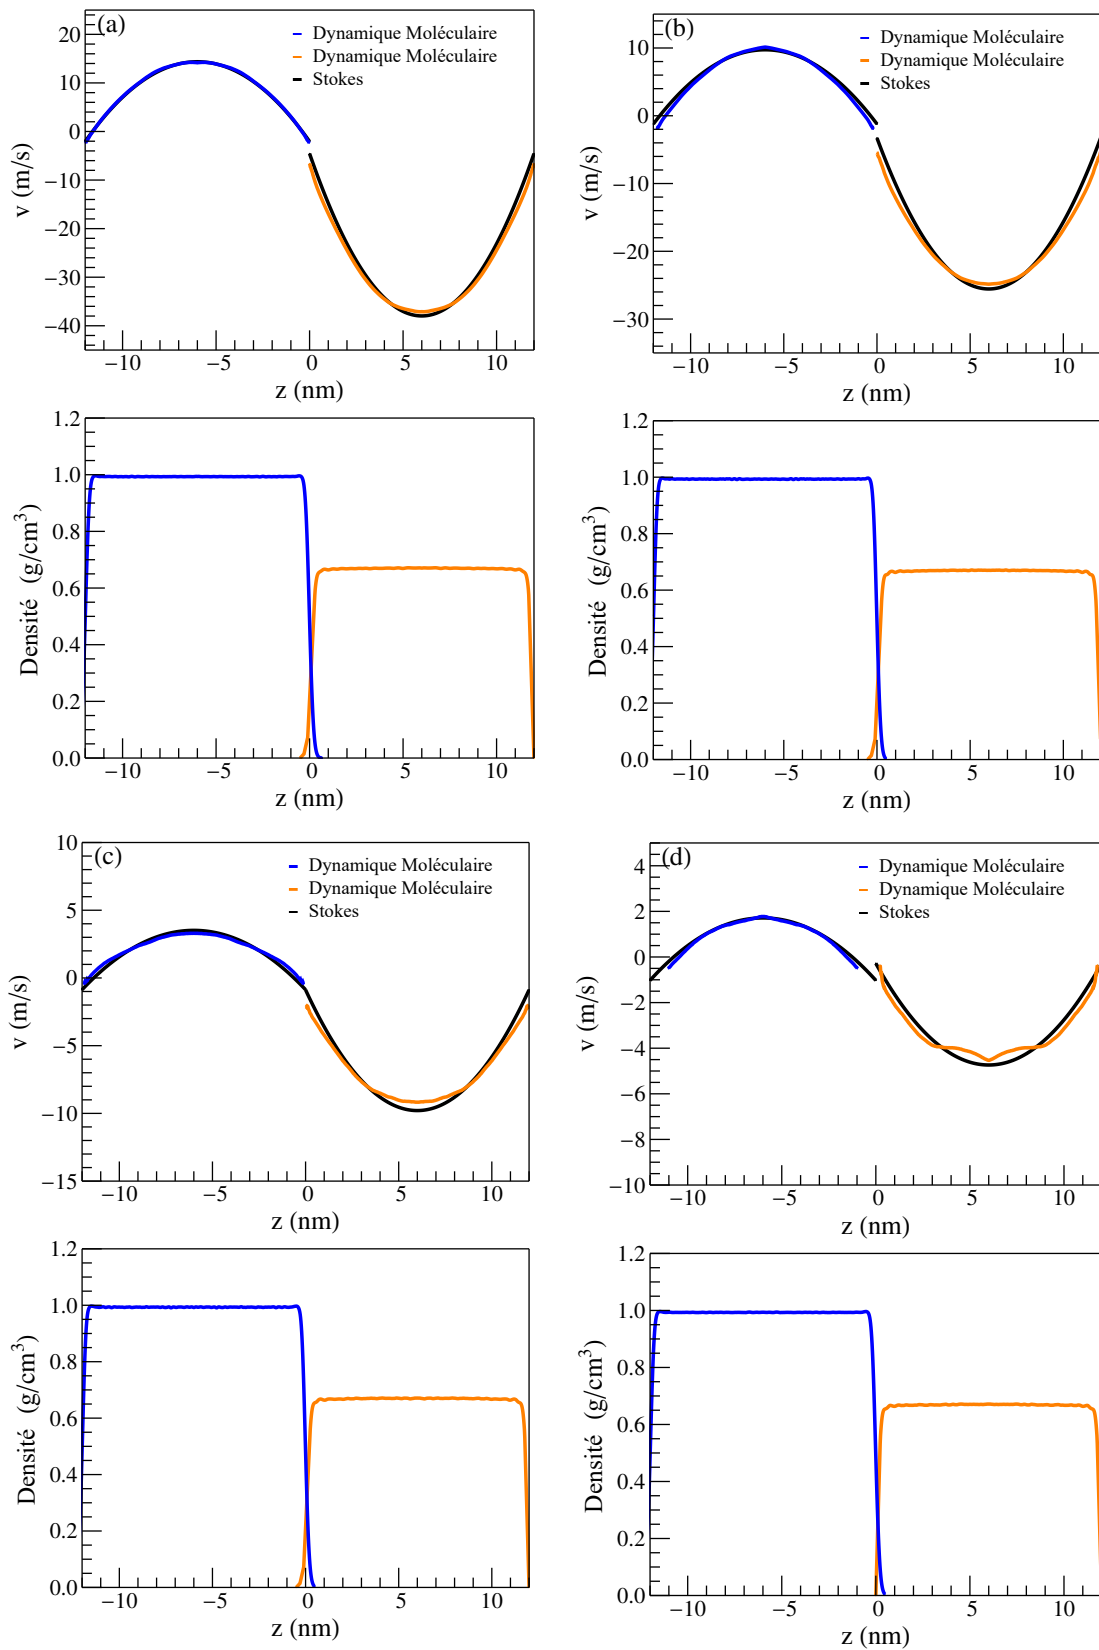 (a)
Dynamique Moléculaire
Dynamique Moléculaire
Stokes
20
10
0
−10
−20
−30
−40
v (m/s)
−10
−5
0
5
10
z (nm)
(b)
Dynamique Moléculaire
Dynamique Moléculaire
Stokes
10
0
−10
−20
−30
v (m/s)
−10
−5
0
5
10
z (nm)
1.2
1.0
0.8
0.6
0.4
0.2
0.0
Densité (g/cm³)
−10
−5
0
5
10
z (nm)
1.2
1.0
0.8
0.6
0.4
0.2
0.0
Densité (g/cm³)
−10
−5
0
5
10
z (nm)
(c)
Dynamique Moléculaire
Dynamique Moléculaire
Stokes
10
5
0
−5
−10
−15
v (m/s)
−10
−5
0
5
10
z (nm)
(d)
Dynamique Moléculaire
Dynamique Moléculaire
Stokes
4
2
0
−2
−4
−6
−8
−10
v (m/s)
−10
−5
0
5
10
z (nm)
1.2
1.0
0.8
0.6
0.4
0.2
0.0
Densité (g/cm³)
−10
−5
0
5
10
z (nm)
1.2
1.0
0.8
0.6
0.4
0.2
0.0
Densité (g/cm³)
−10
−5
0
5
10
z (nm)